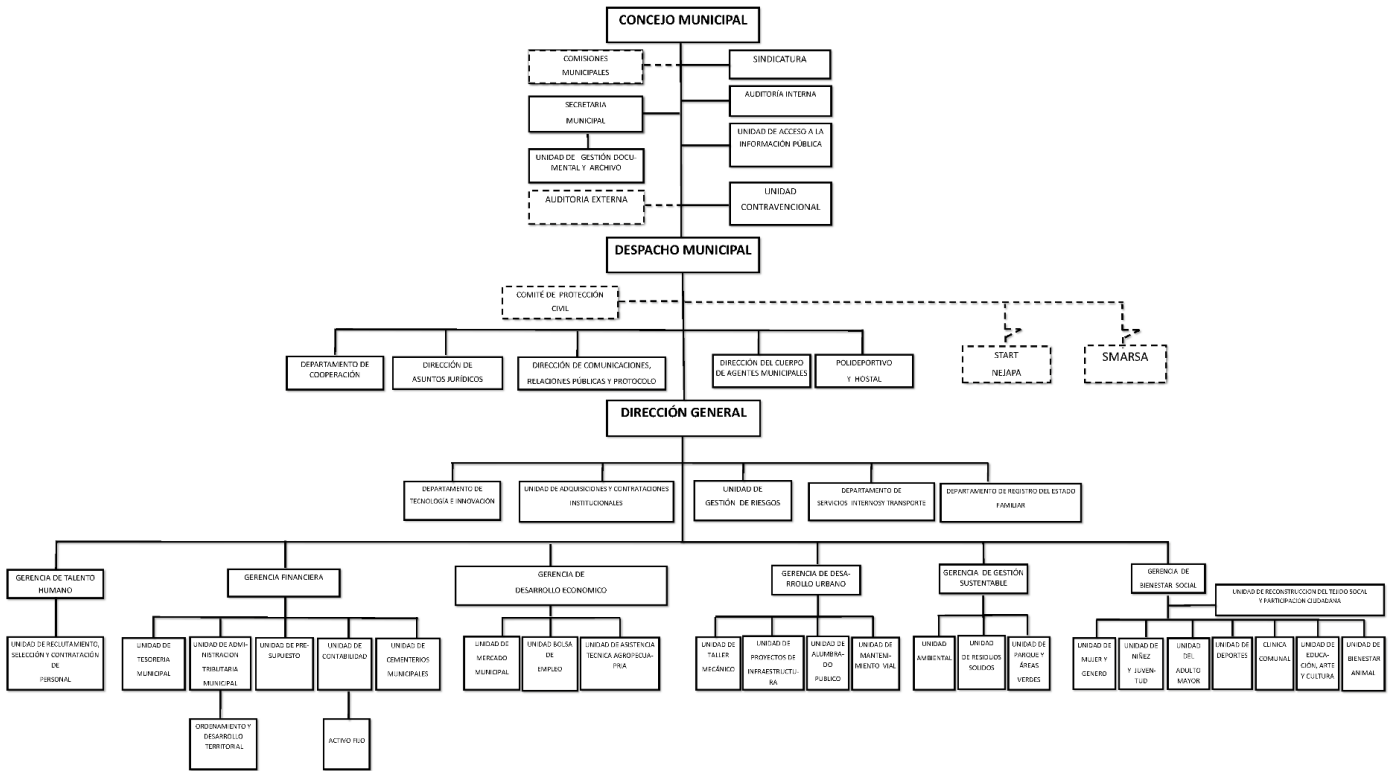 CONCEJO MUNICIPAL
COMISIONES
MUNICIPALES
SINDICATURA
AUDITORÍA INTERNA
SECRETARIA
MUNICIPAL
UNIDAD DE ACCESO A LA
INFORMACIÓN PÚBLICA
UNIDAD DE GESTIÓN DOCU-
MENTAL Y ARCHIVO
AUDITORIA EXTERNA
UNIDAD
CONTRAVENCIONAL
DESPACHO MUNICIPAL
COMITÉ DE PROTECCIÓN
CIVIL
DEPARTAMENTO DE
COOPERACIÓN
DIRECCIÓN DE
ASUNTOS JURÍDICOS
DIRECCIÓN DE COMUNICACIONES,
RELACIONES PÚBLICAS Y PROTOCOLO
DIRECCIÓN DEL CUERPO
DE AGENTES MUNICIPALES
POLIDEPORTIVO
Y HOSTAL
START
NEJAPA
SMARSA
DIRECCIÓN GENERAL
DEPARTAMENTO DE
TECNOLOGÍA E INNOVACIÓN
UNIDAD DE ADQUISICIONES Y CONTRATACIONES
INSTITUCIONALES
UNIDAD DE
GESTIÓN DE RIESGOS
DEPARTAMENTO DE
SERVICIOS INTERNOSY TRANSPORTE
DEPARTAMENTO DE REGISTRO DEL ESTADO
FAMILIAR
GERENCIA DE TALENTO
HUMANO
GERENCIA FINANCIERA
GERENCIA DE
DESARROLLO ECONOMICO
GERENCIA DE DESA-
RROLLO URBANO
GERENCIA DE GESTIÓN
SUSTENTABLE
GERENCIA DE
BIENESTAR SOCIAL
UNIDAD DE RECONSTRUCCION DEL TEJIDO SOCAL
Y PARTICIPACION CIUDADANA
UNIDAD DE RECLUTAMIENTO,
SELECCIÓN Y CONTRATACIÓN
DE
PERSONAL
UNIDAD DE
TESORERIA
MUNICIPAL
UNIDAD DE ADMI-
NISTRACION
TRIBUTARIA
MUNICIPAL
UNIDAD DE PRE-
SUPUESTO
UNIDAD DE
CONTABILIDAD
UNIDAD DE
CEMENTERIOS
MUNICIPALES
UNIDAD DE
MERCADO
MUNICIPAL
UNIDAD BOLSA
DE
EMPLEO
UNIDAD DE ASISTENCIA
TECNICA AGROPECUA-
PRIA
UNIDAD DE
TALLER
MECÁNICO
UNIDAD DE
PROYECTOS DE
INFRAESTRUCTU-
RA
UNIDAD DE
ALUMBRA-
DO
PUBLICO
UNIDAD DE
MANTENI-
MIENTO VIAL
UNIDAD
AMBIENTAL
UNIDAD
DE RESIDUOS
SOLIDOS
UNIDAD DE
PARQUE Y
ÁREAS
VERDES
UNIDAD DE
MUJER Y
GENERO
UNIDAD DE
NIÑEZ
Y JUVEN-
TUD
UNIDAD
DEL
ADULTO
MAYOR
UNIDAD DE
DEPORTES
CLINICA
COMUNAL
UNIDAD DE
EDUCA-
CIÓN, ARTE
Y CULTURA
UNIDAD DE
BIENESTAR
ANIMAL
ORDENAMIENTO Y
DESARROLLO
TERRITORIAL
ACTIVO FIJO